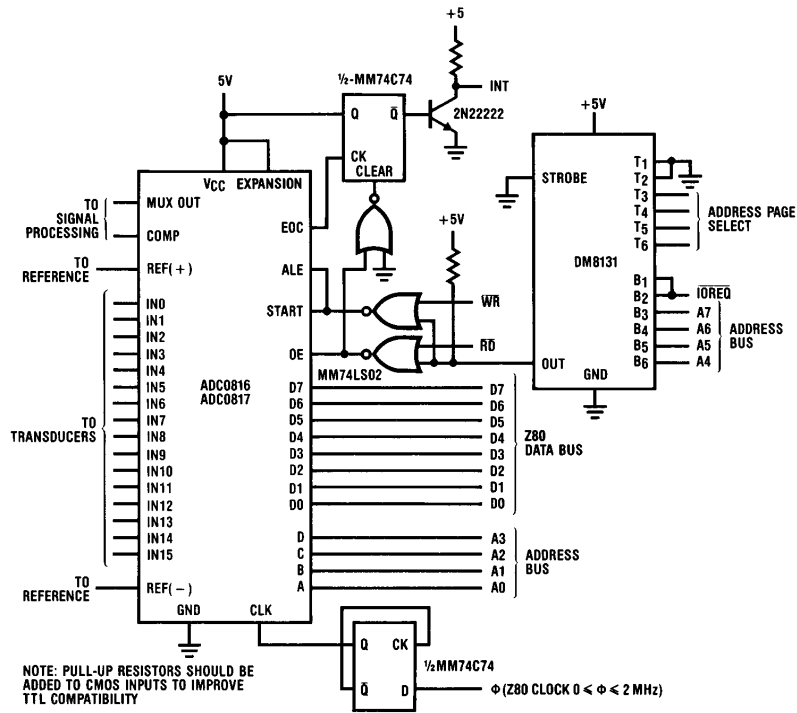 +5
½-MM74C74
INT
5V
Q
Q̅
2N22222
+5V
CK
CLEAR
VCC
EXPANSION
STROBE
T1
T2
T3
T4
T5
T6
ADDRESS PAGE
SELECT
TO
SIGNAL
PROCESSING
MUX OUT
COMP
EOC
+5V
DM8131
TO
REFERENCE
REF(+)
ALE
B1
B2
B3
B4
B5
B6
I̅O̅R̅E̅Q̅
A7
A6
A5
A4
ADDRESS
BUS
START
W̅R̅
R̅D̅
OE
MM74LS02
OUT
GND
ADC0816
ADC0817
TO
TRANSDUCERS
IN0
IN1
IN2
IN3
IN4
IN5
IN6
IN7
IN8
IN9
IN10
IN11
IN12
IN13
IN14
IN15
D7
D6
D5
D4
D3
D2
D1
D0
D7
D6
D5
D4
D3
D2
D1
D0
Z80
DATA BUS
D
C
B
A
A3
A2
A1
A0
ADDRESS
BUS
TO
REFERENCE
REF(−)
GND
CLK
Q
CK
Q̅
D
½MM74C74
Φ(Z80 CLOCK 0 ⩽ Φ ⩽ 2 MHz)
NOTE: PULL-UP RESISTORS SHOULD BE
ADDED TO CMOS INPUTS TO IMPROVE
TTL COMPATIBILITY